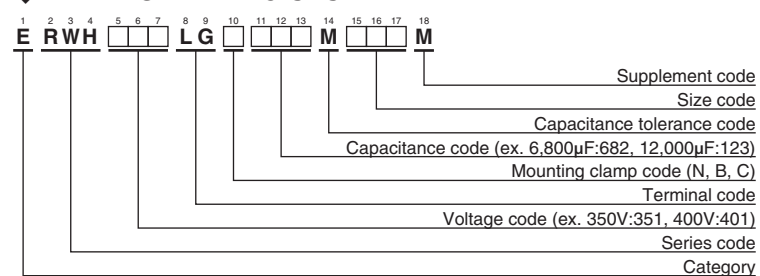 1 2 3 4 5 6 7 8 9 10 11 12 13 14 15 16 17 18
E RWH □□□ LG □ □□□ M □□□ M
Supplement code
Size code
Capacitance tolerance code
Capacitance code (ex. 6,800µF:682, 12,000µF:123)
Mounting clamp code (N, B, C)
Terminal code
Voltage code (ex. 350V:351, 400V:401)
Series code
Category